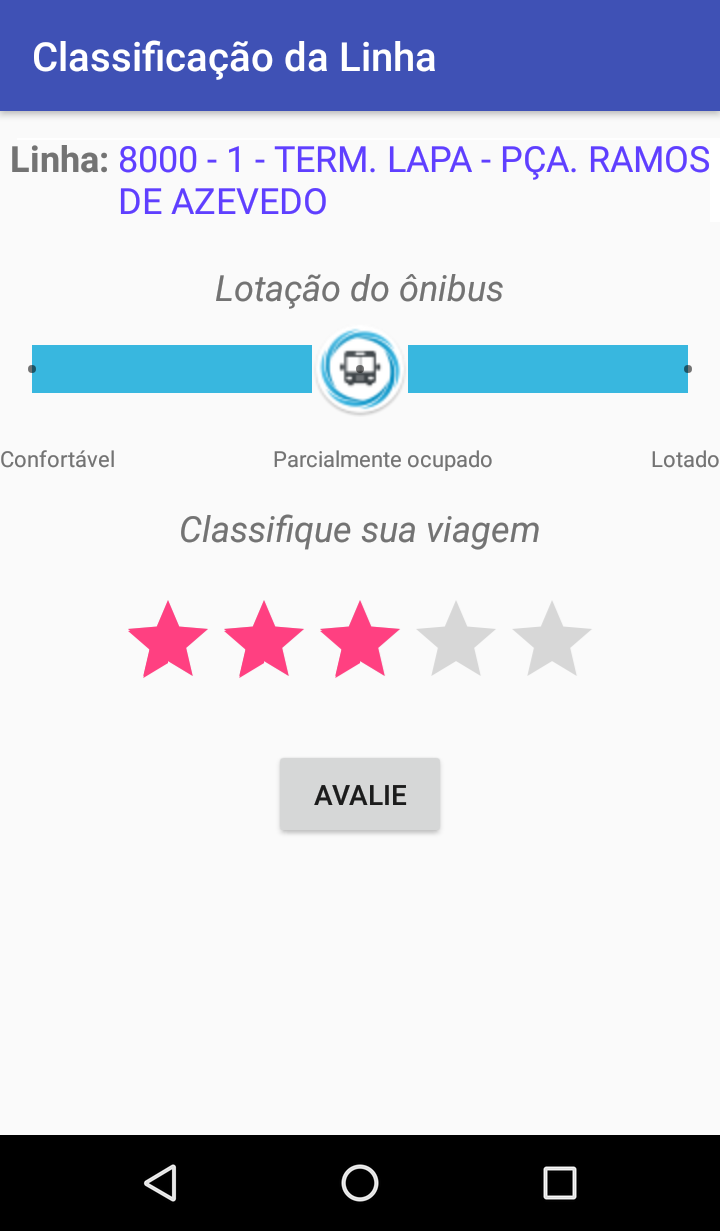 Classificação da Linha
Linha: 8000 - 1 - TERM. LAPA - PÇA. RAMOS
DE AZEVEDO
Lotação do ônibus
Confortável Parcialmente ocupado Lotado
Classifique sua viagem
AVALIE